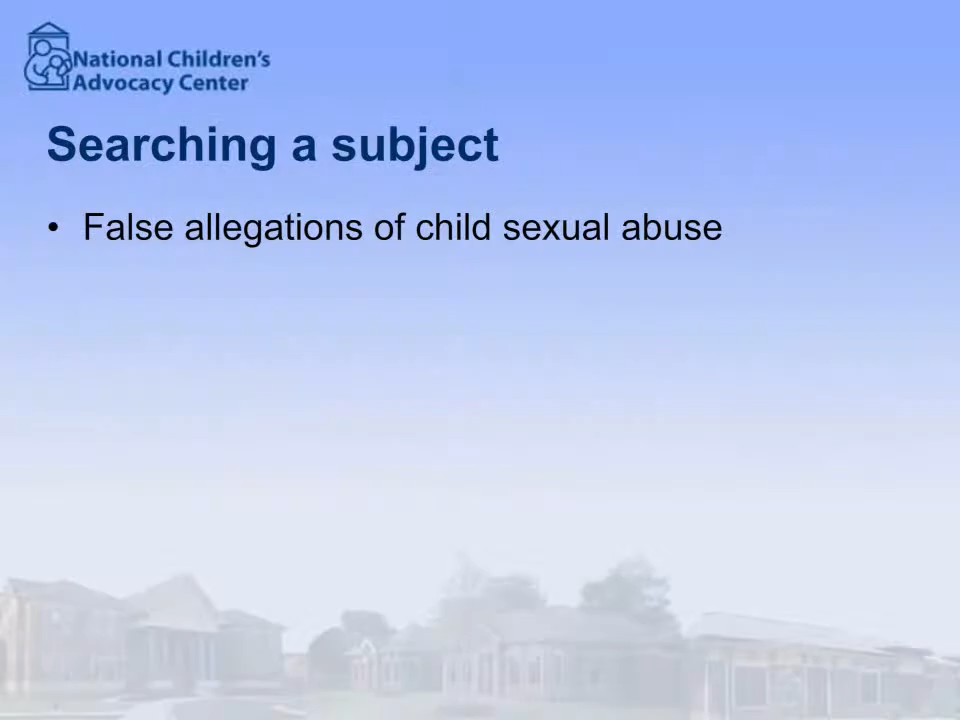 National Children's
Advocacy Center
Searching a subject
• False allegations of child sexual abuse